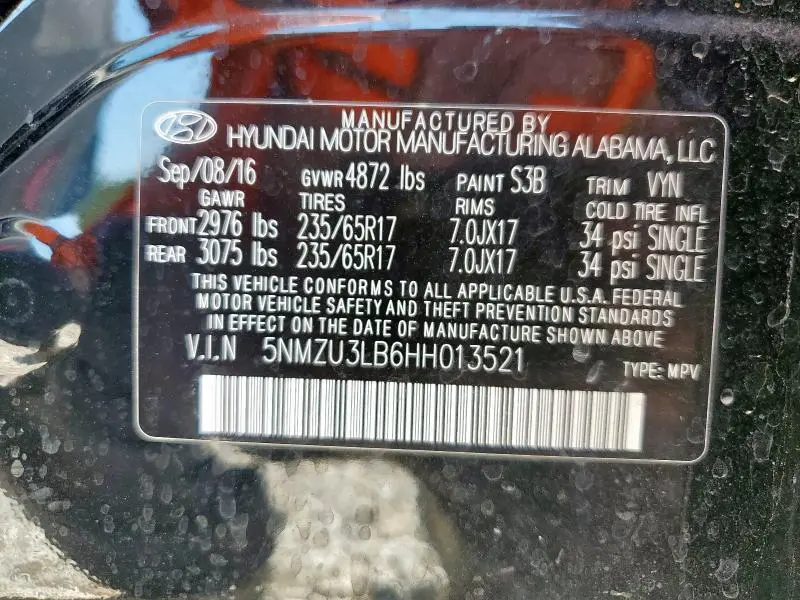 MANUFACTURED BY
HYUNDAI MOTOR MANUFACTURING ALABAMA, LLC
Sep/08/16 GVWR 4872 lbs PAINT S3B TRIM VYN
GAWR TIRES RIMS COLD TIRE INFL
FRONT 2976 lbs 235/65R17 7.0JX17 34 psi SINGLE
REAR 3075 lbs 235/65R17 7.0JX17 34 psi SINGLE
THIS VEHICLE CONFORMS TO ALL APPLICABLE U.S.A. FEDERAL
MOTOR VEHICLE SAFETY AND THEFT PREVENTION STANDARDS
IN EFFECT ON THE DATE OF MANUFACTURE SHOWN ABOVE
V.I.N 5NMZU3LB6HH013521
TYPE: MPV